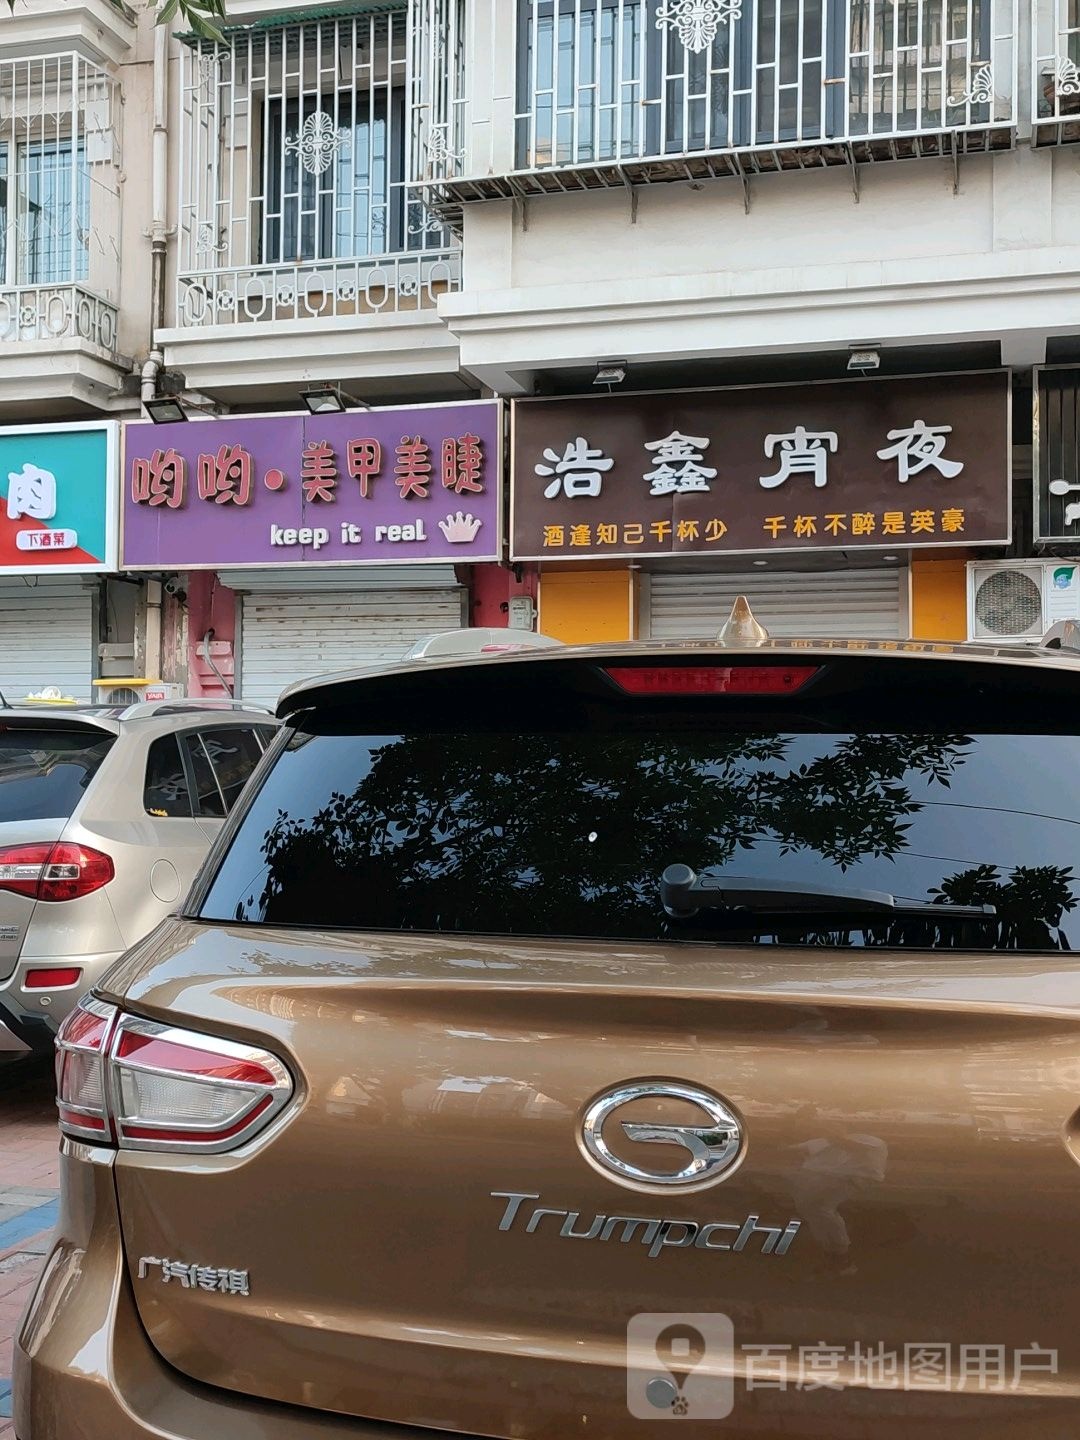 肉
下酒菜
哟哟·美甲美睫
keep it real
浩鑫宵夜
酒逢知己千杯少 千杯不醉是英豪
Trumpchi
广汽传祺
百度地图用户